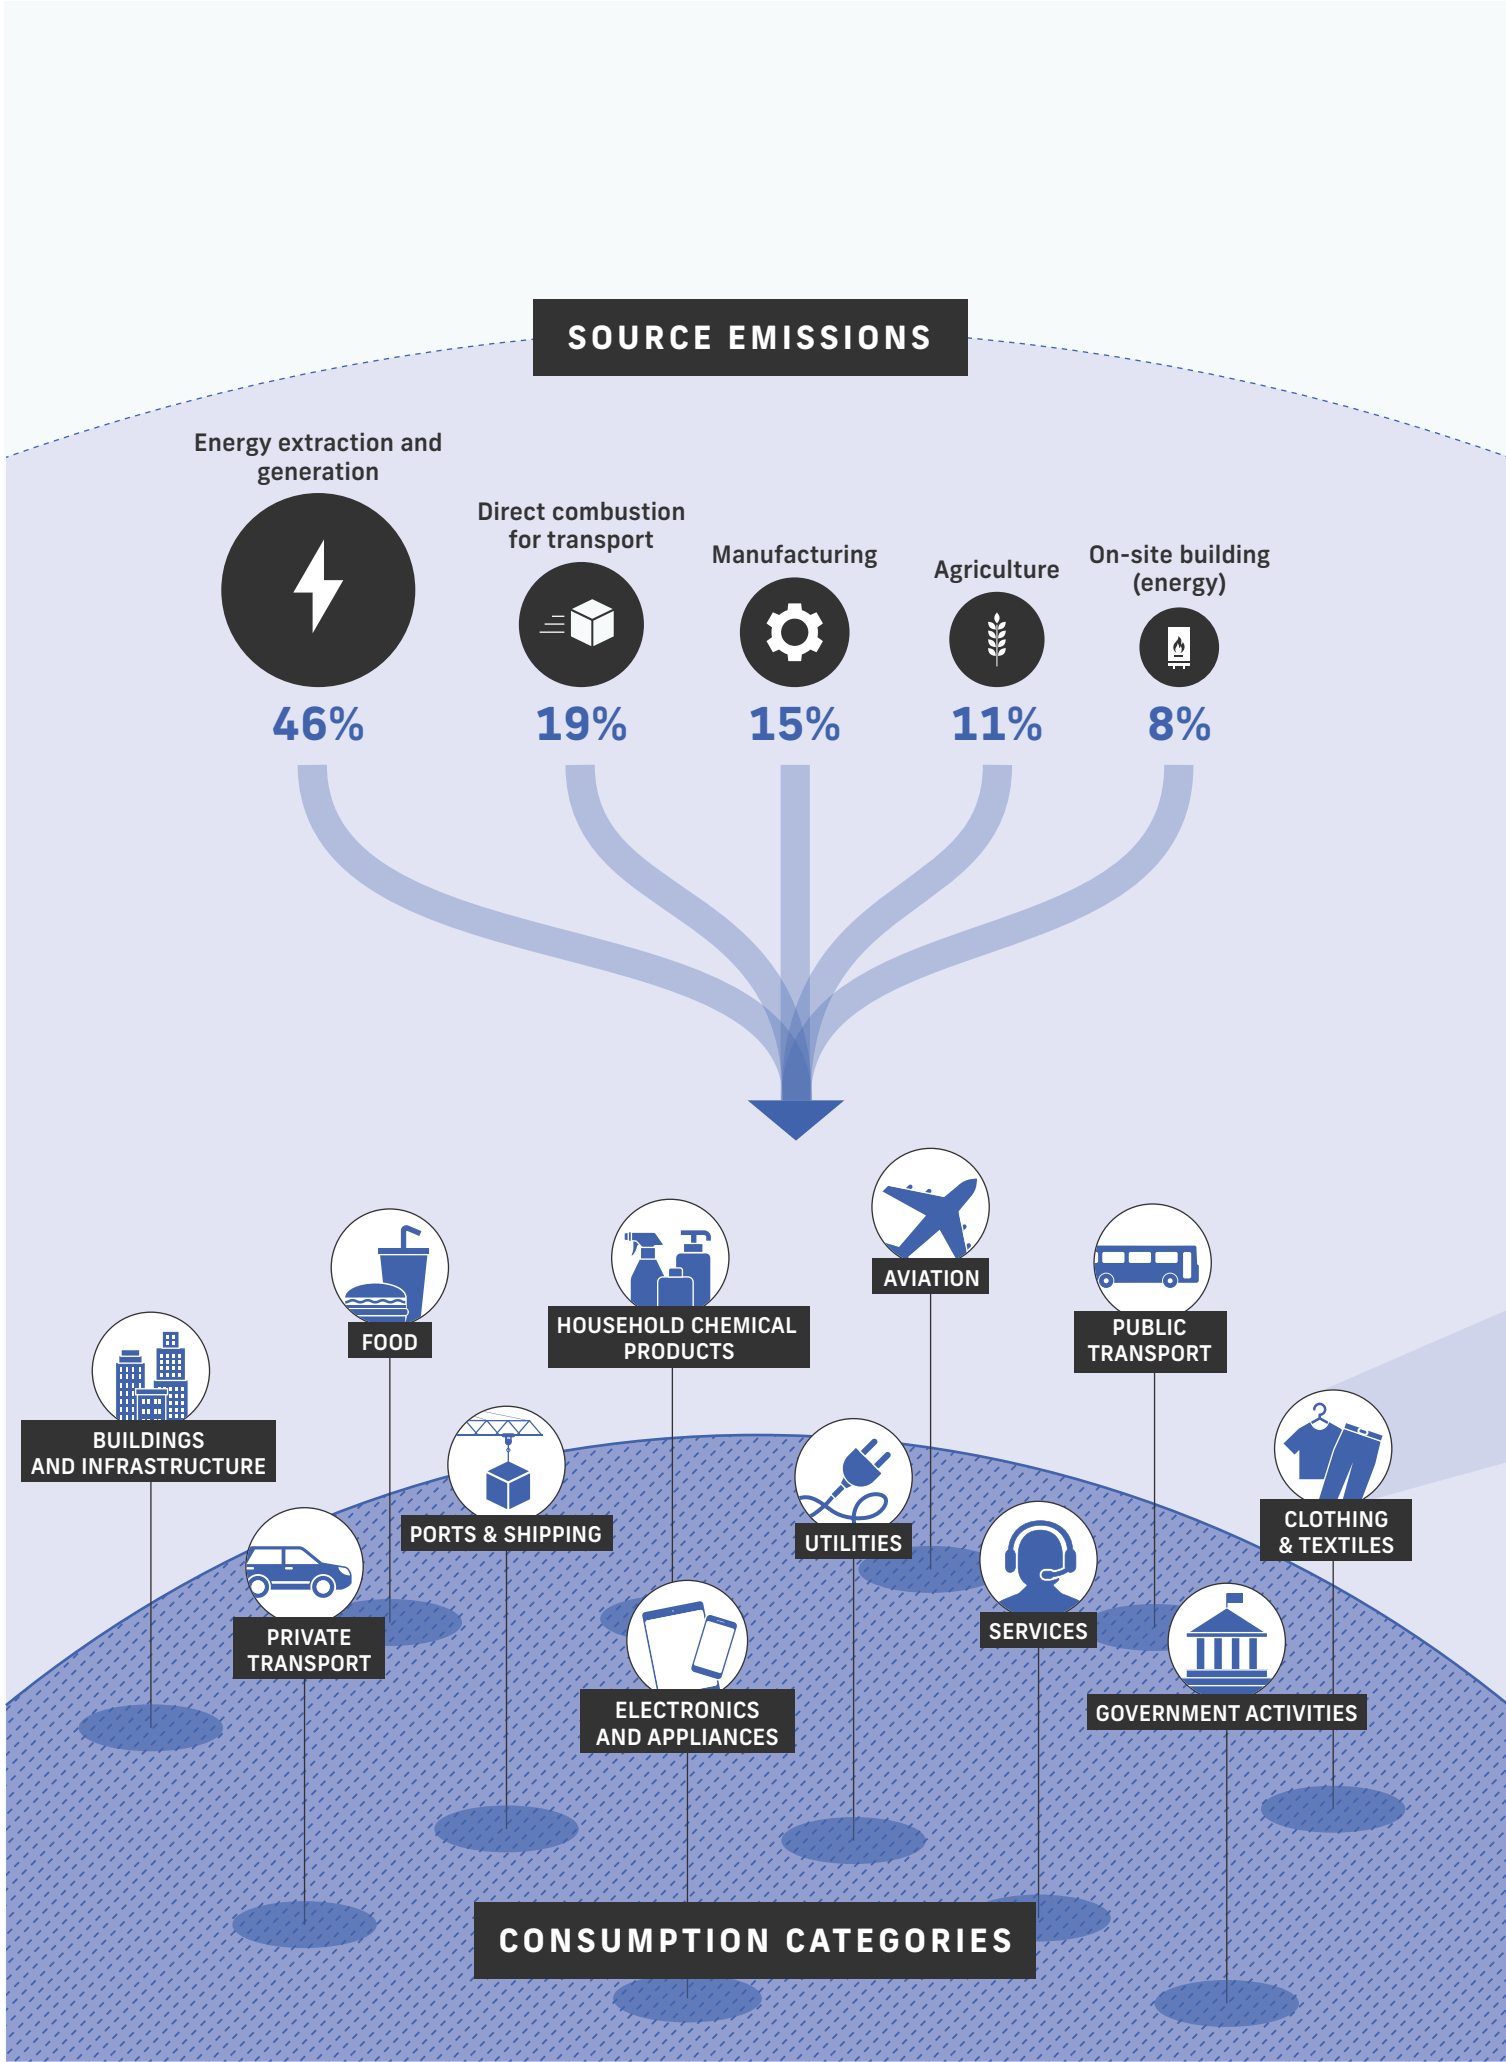 SOURCE EMISSIONS
Energy extraction and
generation
46%
Direct combustion
for transport
19%
Manufacturing
15%
Agriculture
11%
On-site building
(energy)
8%
AVIATION
FOOD
HOUSEHOLD CHEMICAL
PRODUCTS
PUBLIC
TRANSPORT
BUILDINGS
AND INFRASTRUCTURE
PORTS & SHIPPING
UTILITIES
CLOTHING
& TEXTILES
PRIVATE
TRANSPORT
SERVICES
ELECTRONICS
AND APPLIANCES
GOVERNMENT ACTIVITIES
CONSUMPTION CATEGORIES